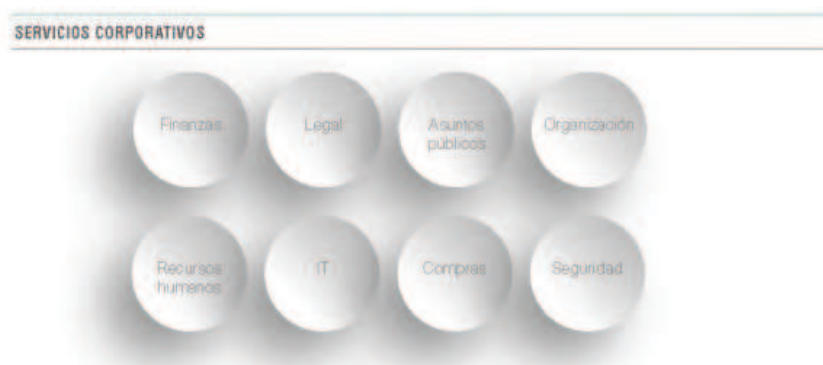 SERVICIOS CORPORATIVOS
Finanzas
Legal
Asuntos
públicos
Organización
Recursos
humanos
IT
Compras
Seguridad